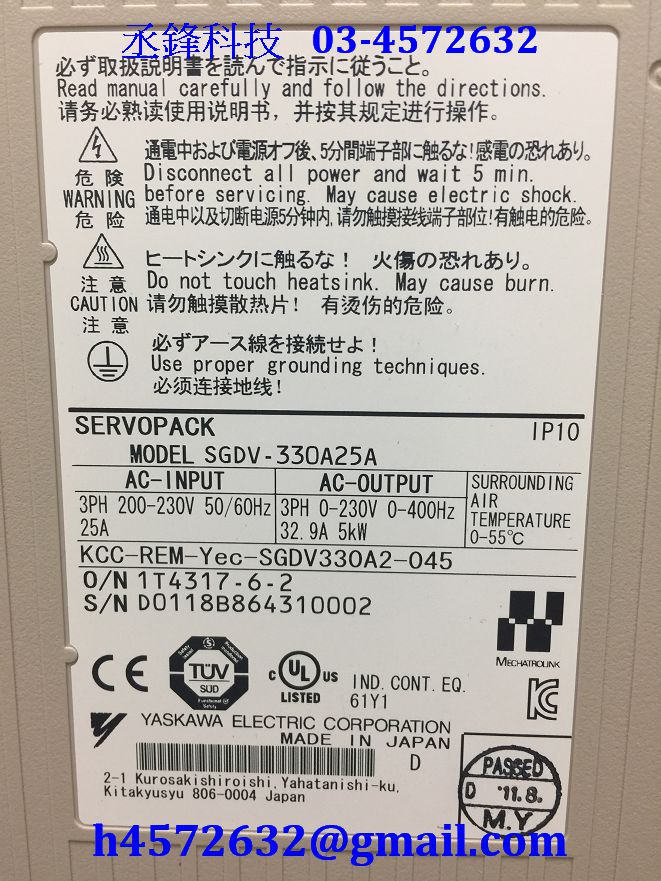 丞鋒科技 03-4572632
必ず取扱説明書を読んで指示に従うこと。
Read manual carefully and follow the directions.
请务必熟读使用说明书，并按其规定进行操作。
危険
WARNING
危险
通電中および電源オフ後、5分間端子部に触るな!感電の恐れあり。
Disconnect all power and wait 5 min.
before servicing. May cause electric shock.
通电中以及切断电源5分钟内,请勿触摸接线端子部位!有触电的危险。
注意
CAUTION
注意
ヒートシンクに触るな! 火傷の恐れあり。
Do not touch heatsink. May cause burn.
请勿触摸散热片! 有烫伤的危险。
必ずアース線を接続せよ!
Use proper grounding techniques.
必须连接地线!
SERVOPACK IP10
MODEL SGDV-330A25A
AC-INPUT
3PH 200-230V 50/60Hz
25A
AC-OUTPUT
3PH 0-230V 0-400Hz
32.9A 5kW
SURROUNDING
AIR
TEMPERATURE
0-55℃
KCC-REM-Yec-SGDV330A2-045
O/N 1T4317-6-2
S/N D0118B864310002
MECHATROLINK
CE
TÜV
SÜD
Functional
Safety
c UL us
LISTED
IND. CONT. EQ.
61Y1
YASKAWA ELECTRIC CORPORATION
MADE IN JAPAN
D
2-1 Kurosakishiroishi, Yahatanishi-ku,
Kitakyusyu 806-0004 Japan
PASSED
D '11.8.
M.Y
h4572632@gmail.com